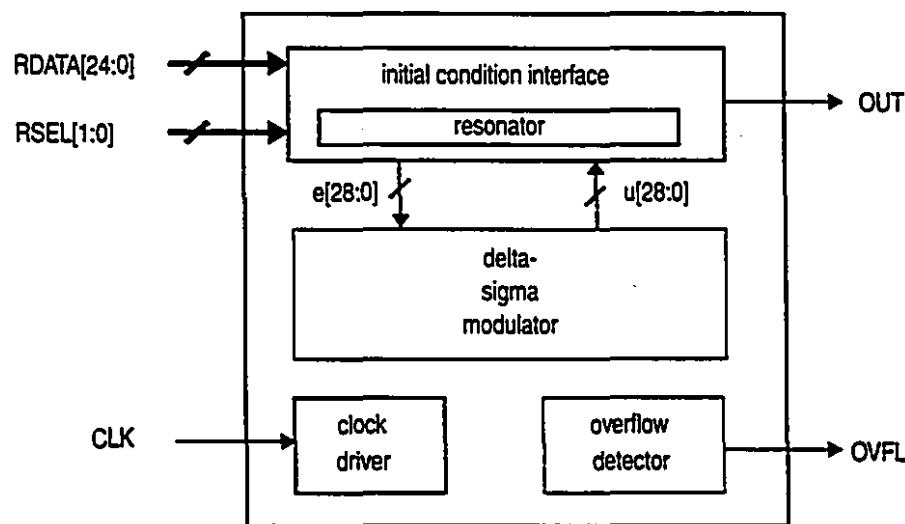 RDATA[24:0]
initial condition interface
OUT
RSEL[1:0]
resonator
e[28:0]
u[28:0]
delta-
sigma
modulator
CLK
clock
driver
overflow
detector
OVFL